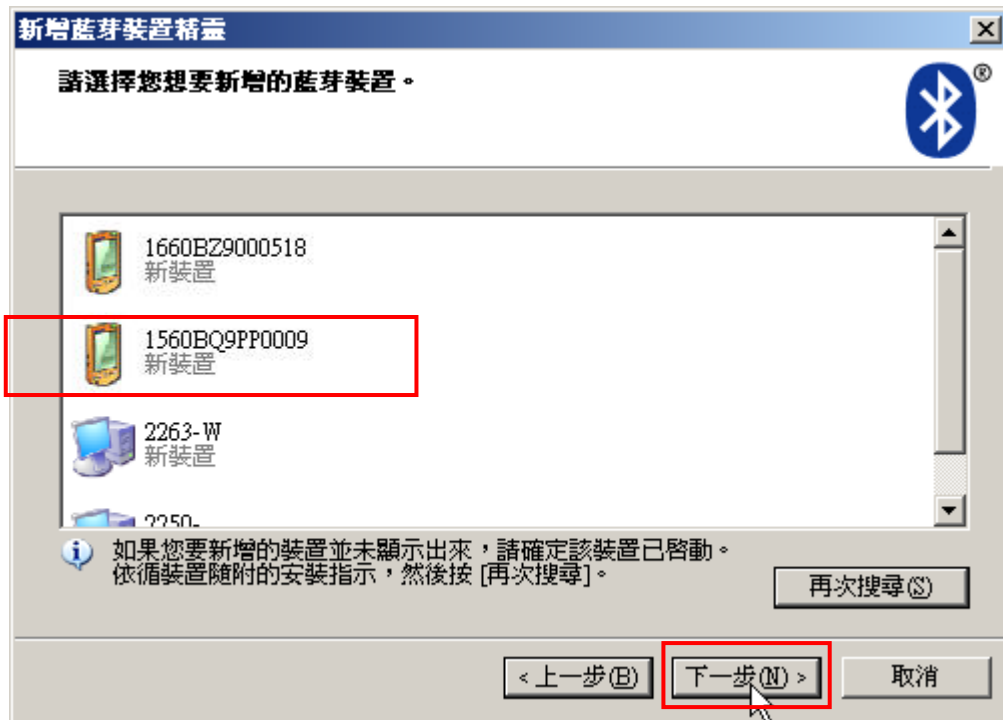 新增藍芽裝置精靈
請選擇您想要新增的藍芽裝置。
®
1660BZ9000518
新裝置
1560BQ9PP0009
新裝置
2263-W
新裝置
2250-
如果您要新增的裝置並未顯示出來，請確定該裝置已啓動。
依循裝置隨附的安裝指示，然後按 [再次搜尋]。
再次搜尋(S)
< 上一步(B)
下一步(N) >
取消